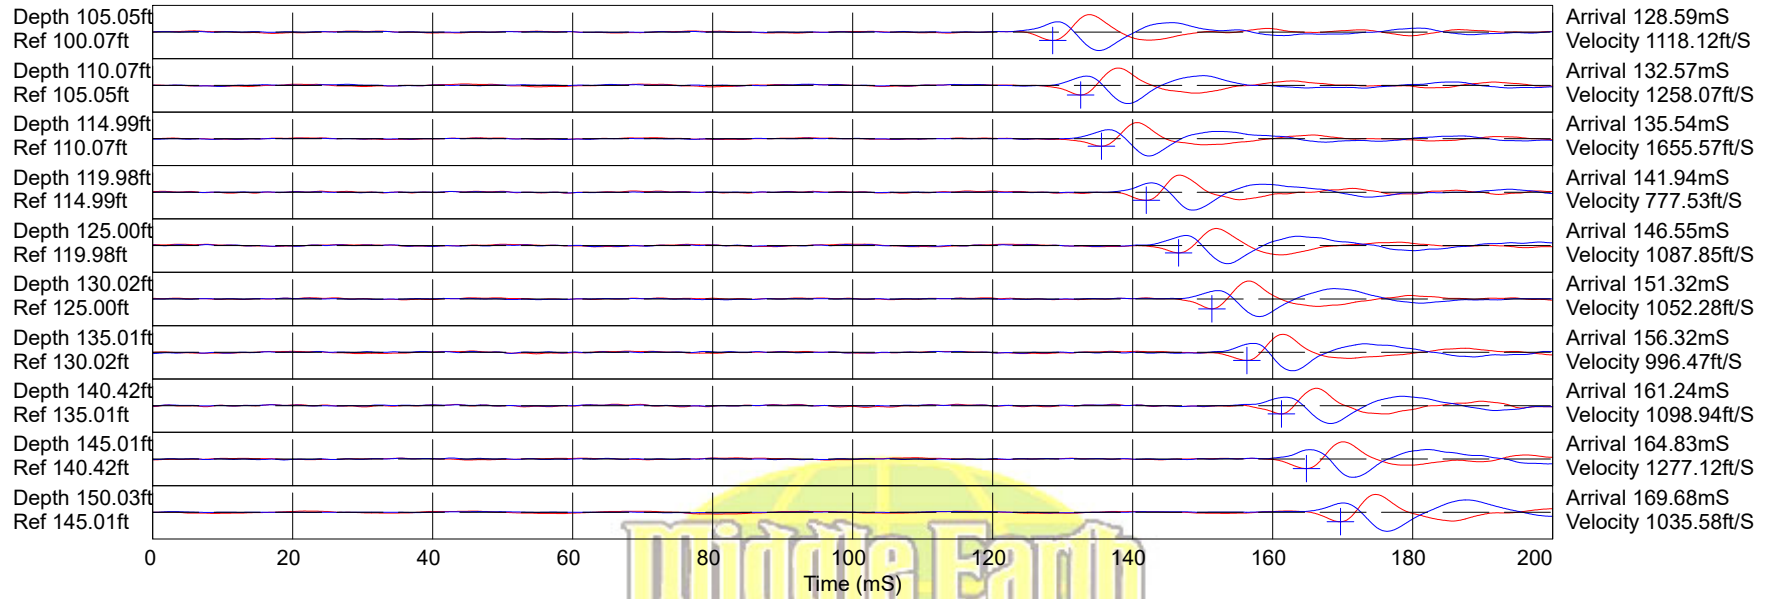 Depth 105.05ft
Ref 100.07ft
Arrival 128.59mS
Velocity 1118.12ft/S
Depth 110.07ft
Ref 105.05ft
Arrival 132.57mS
Velocity 1258.07ft/S
Depth 114.99ft
Ref 110.07ft
Arrival 135.54mS
Velocity 1655.57ft/S
Depth 119.98ft
Ref 114.99ft
Arrival 141.94mS
Velocity 777.53ft/S
Depth 125.00ft
Ref 119.98ft
Arrival 146.55mS
Velocity 1087.85ft/S
Depth 130.02ft
Ref 125.00ft
Arrival 151.32mS
Velocity 1052.28ft/S
Depth 135.01ft
Ref 130.02ft
Arrival 156.32mS
Velocity 996.47ft/S
Depth 140.42ft
Ref 135.01ft
Arrival 161.24mS
Velocity 1098.94ft/S
Depth 145.01ft
Ref 140.42ft
Arrival 164.83mS
Velocity 1277.12ft/S
Depth 150.03ft
Ref 145.01ft
Arrival 169.68mS
Velocity 1035.58ft/S
0 20 40 60 80 100 120 140 160 180 200
Time (mS)
Middle Earth